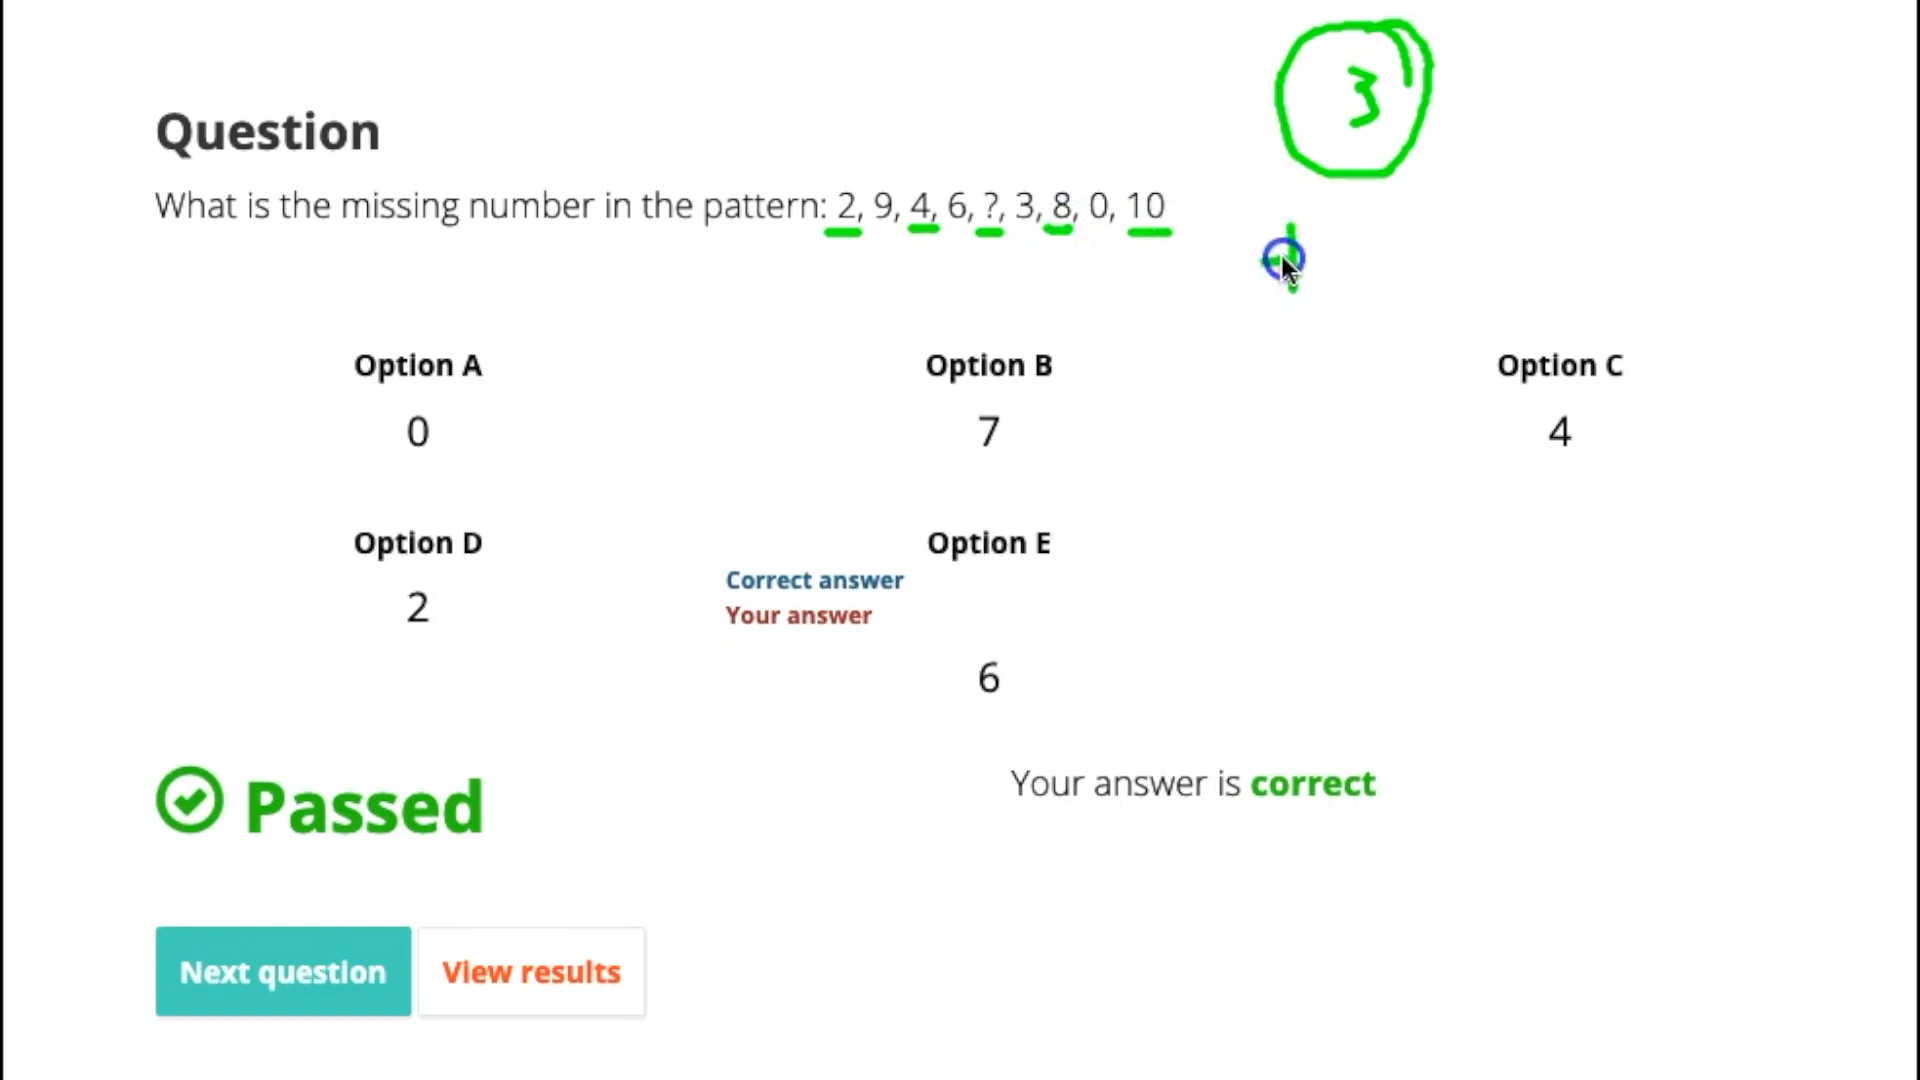 3
Question
What is the missing number in the pattern: 2, 9, 4, 6, ?, 3, 8, 0, 10
Option A
Option B
Option C
0
7
4
Option D
Option E
Correct answer
Your answer
2
6
Passed
Your answer is correct
Next question
View results